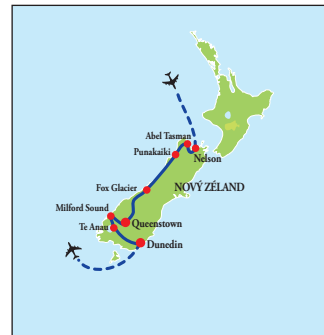 Abel Tasman
Punakaiki
Nelson
Fox Glacier
NOVÝ ZÉLAND
Milford Sound
Queenstown
Te Anau
Dunedin